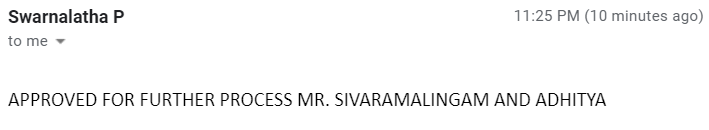 Swarnalatha P 11:25 PM (10 minutes ago)
to me
APPROVED FOR FURTHER PROCESS MR. SIVARAMALINGAM AND ADHITYA